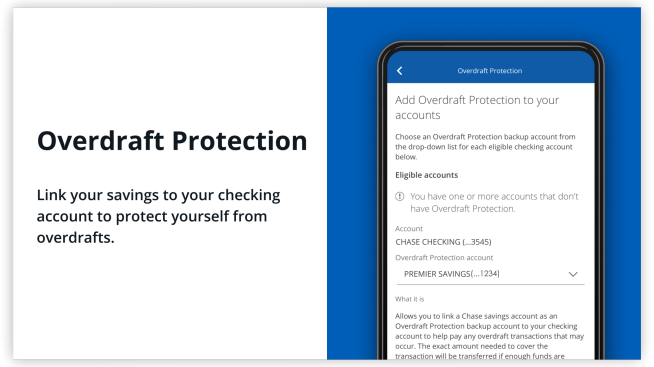 Overdraft Protection
Link your savings to your checking
account to protect yourself from
overdrafts.
Overdraft Protection
Add Overdraft Protection to your
accounts
Choose an Overdraft Protection backup account from
the drop-down list for each eligible checking account
below.
Eligible accounts
You have one or more accounts that don't
have Overdraft Protection.
Account
CHASE CHECKING (...3545)
Overdraft Protection account
PREMIER SAVINGS(...1234)
What it is
Allows you to link a Chase savings account as an
Overdraft Protection backup account to your checking
account to help pay any overdraft transactions that may
occur. The exact amount needed to cover the
transaction will be transferred if enough funds are